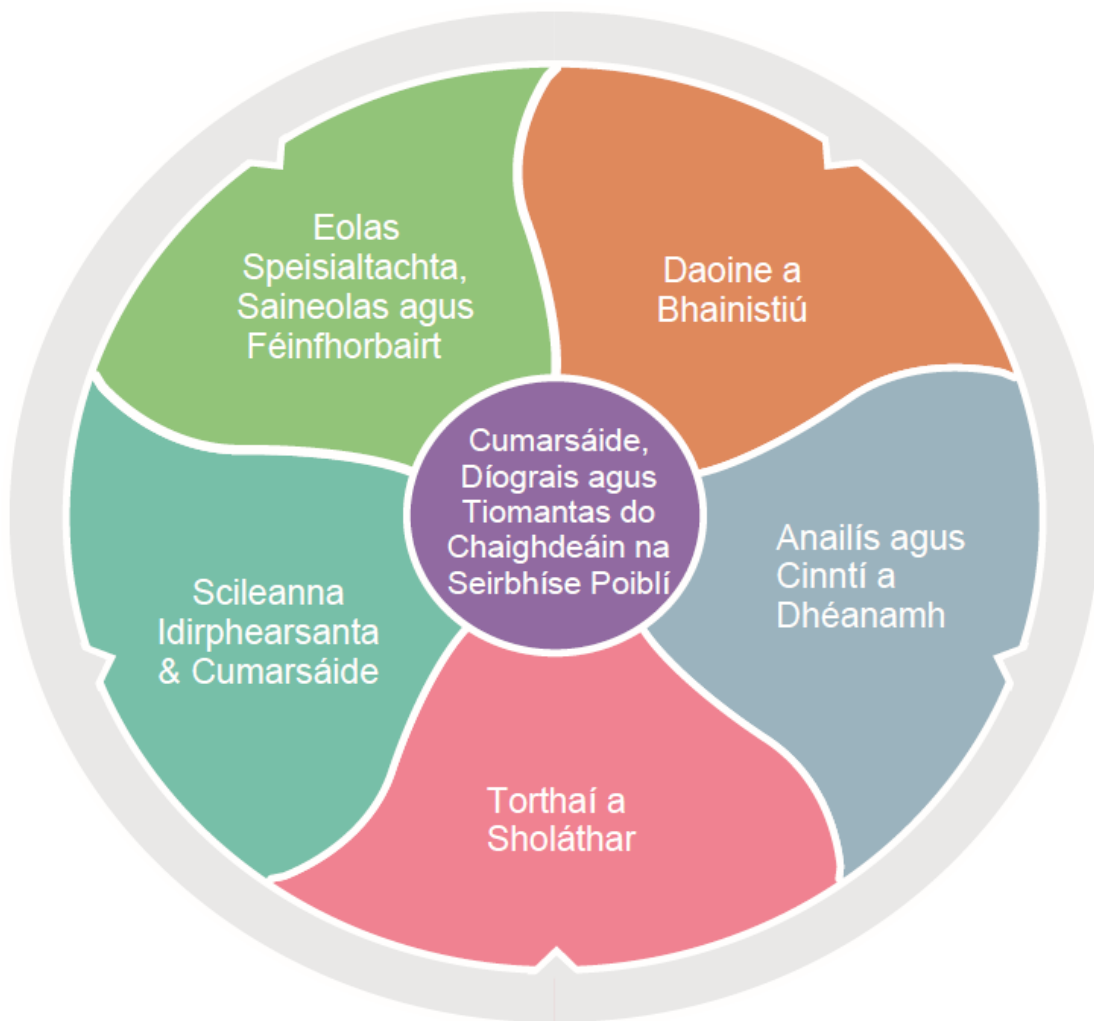 Eolas
Speisialtachta,
Saineolas agus
Féinfhorbairt
Daoine a
Bhainistiú
Cumarsáide,
Díograis agus
Tiomantas do
Chaighdeáin na
Seirbhíse Poiblí
Anailís agus
Cinntí a
Dhéanamh
Scileanna
Idirphearsanta
& Cumarsáide
Torthaí a
Sholáthar